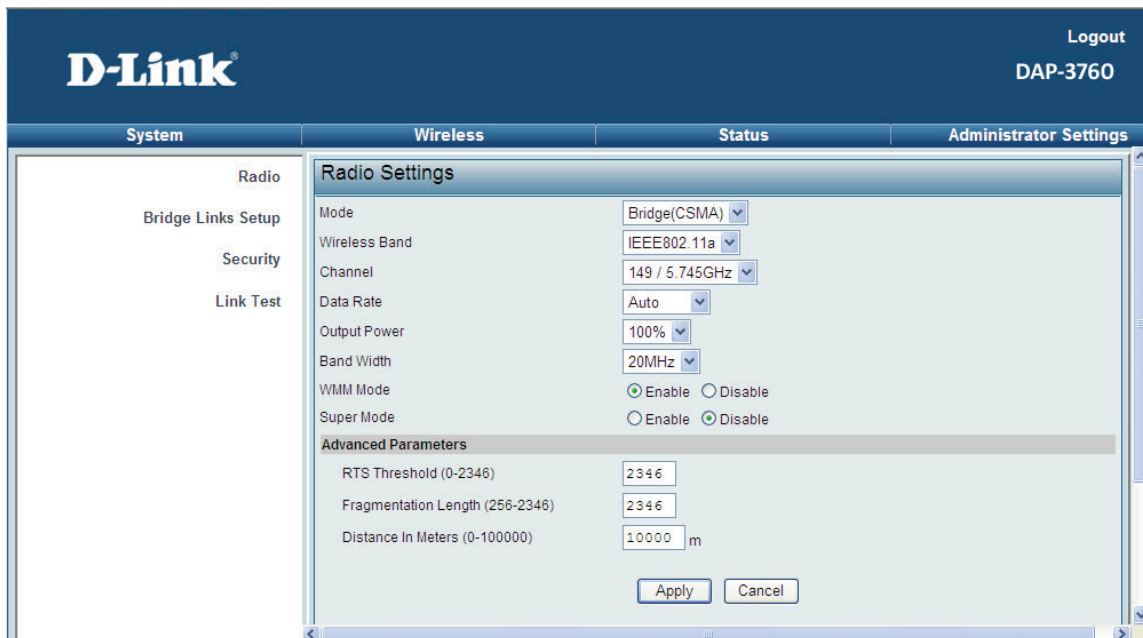 Logout
D-Link®
DAP-3760
System Wireless Status Administrator Settings
Radio
Bridge Links Setup
Security
Link Test
Radio Settings
Mode Bridge(CSMA)
Wireless Band IEEE802.11a
Channel 149 / 5.745GHz
Data Rate Auto
Output Power 100%
Band Width 20MHz
WMM Mode Enable Disable
Super Mode Enable Disable
Advanced Parameters
RTS Threshold (0-2346) 2346
Fragmentation Length (256-2346) 2346
Distance In Meters (0-100000) 10000 m
Apply Cancel